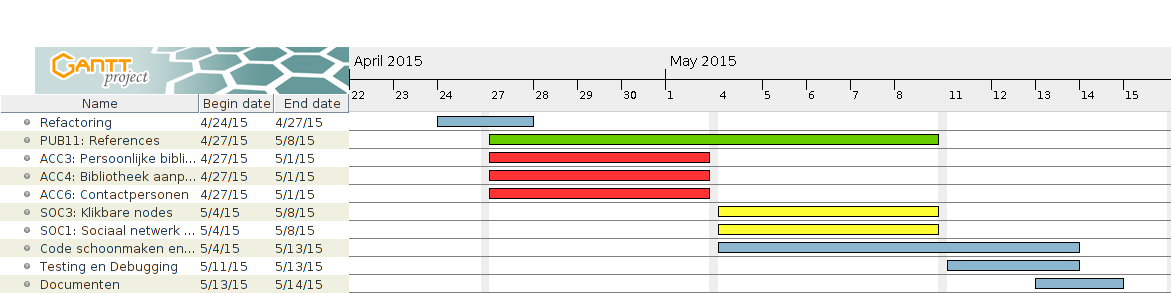 GANTT
project
April 2015 May 2015
22 23 24 27 28 29 30 1 4 5 6 7 8 11 12 13 14 15
Name Begin date End date
Refactoring 4/24/15 4/27/15
PUB11: References 4/27/15 5/8/15
ACC3: Persoonlijke bibli... 4/27/15 5/1/15
ACC4: Bibliotheek aanp... 4/27/15 5/1/15
ACC6: Contactpersonen 4/27/15 5/1/15
SOC3: Klikbare nodes 5/4/15 5/8/15
SOC1: Sociaal netwerk ... 5/4/15 5/8/15
Code schoonmaken en... 5/4/15 5/13/15
Testing en Debugging 5/11/15 5/13/15
Documenten 5/13/15 5/14/15